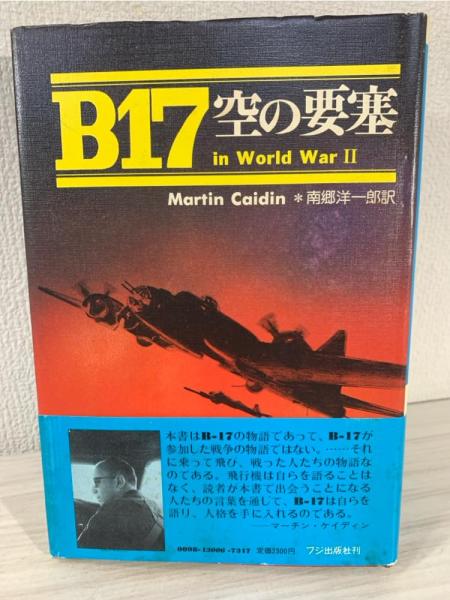 B17 空の要塞
in World War II
Martin Caidin *南郷洋一郎訳
本書はB-17の物語であって、B-17が
参加した戦争の物語ではない。……それ
に乗って飛び、戦った人たちの物語な
のである。飛行機は自らを語ることは
なく、読者が本書で出会うことになる
人たちの言葉を通じて、B-17は自らを
語り、人格を手に入れるのである。
——マーチン・ケイディン
0098-13006-7317 定価2300円 フジ出版社刊